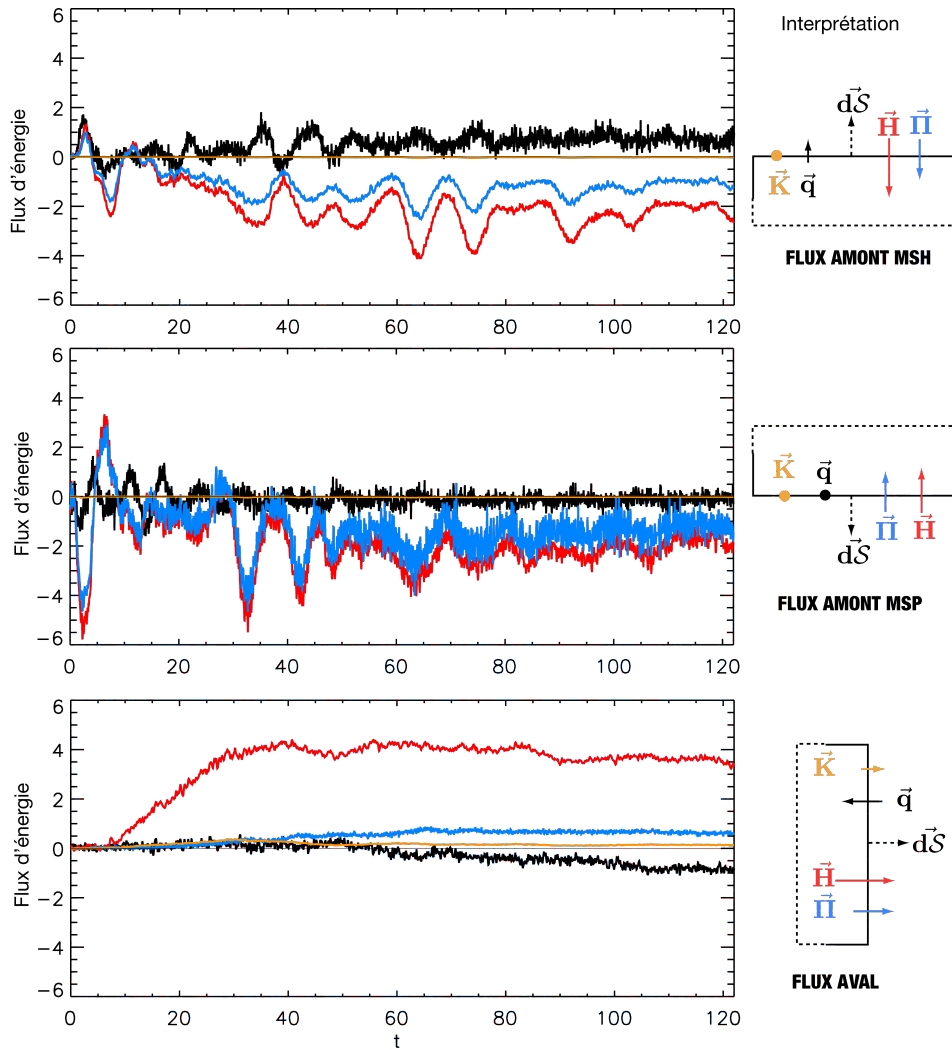 Interprétation
6
4
2
0
−2
−4
−6
Flux d'énergie
0 20 40 60 80 100 120
d𝒮⃗
H⃗ Π⃗
K⃗ q⃗
FLUX AMONT MSH
6
4
2
0
−2
−4
−6
Flux d'énergie
0 20 40 60 80 100 120
K⃗ q⃗
Π⃗ H⃗
d𝒮⃗
FLUX AMONT MSP
6
4
2
0
−2
−4
−6
Flux d'énergie
0 20 40 60 80 100 120
t
K⃗
q⃗
d𝒮⃗
H⃗
Π⃗
FLUX AVAL